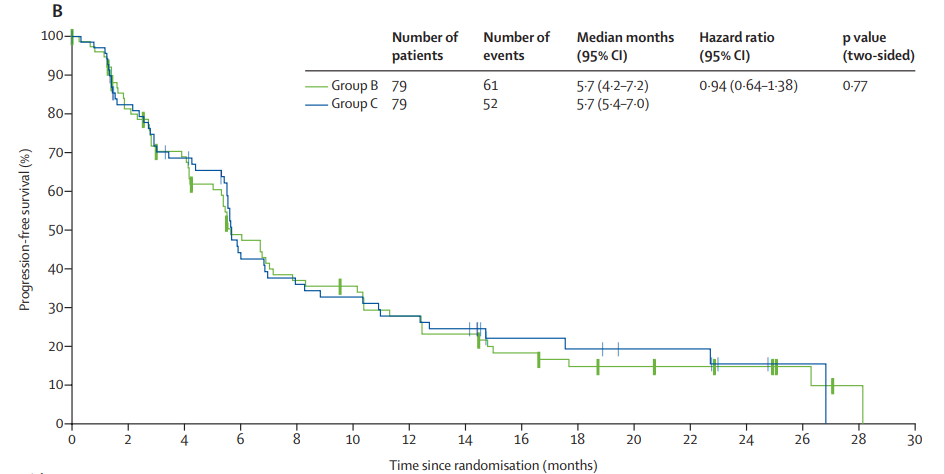 B
Number of Number of Median months Hazard ratio p value
patients events (95% CI) (95% CI) (two-sided)
Group B 79 61 5·7 (4·2–7·2) 0·94 (0·64–1·38) 0·77
Group C 79 52 5·7 (5·4–7·0)
Progression-free survival (%)
100
90
80
70
60
50
40
30
20
10
0
0 2 4 6 8 10 12 14 16 18 20 22 24 26 28 30
Time since randomisation (months)